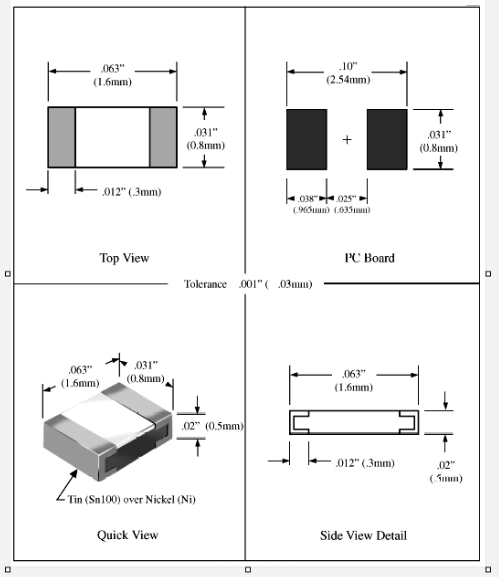 .063”
(1.6mm)
.031”
(0.8mm)
.012” (.3mm)
Top View
.10”
(2.54mm)
.031”
(0.8mm)
+
.038” .025”
(.965mm) (.635mm)
PC Board
Tolerance .001” ( .03mm)
.063”
(1.6mm)
.031”
(0.8mm)
.02” (0.5mm)
Tin (Sn100) over Nickel (Ni)
Quick View
.063”
(1.6mm)
.012” (.3mm)
.02”
(.5mm)
Side View Detail